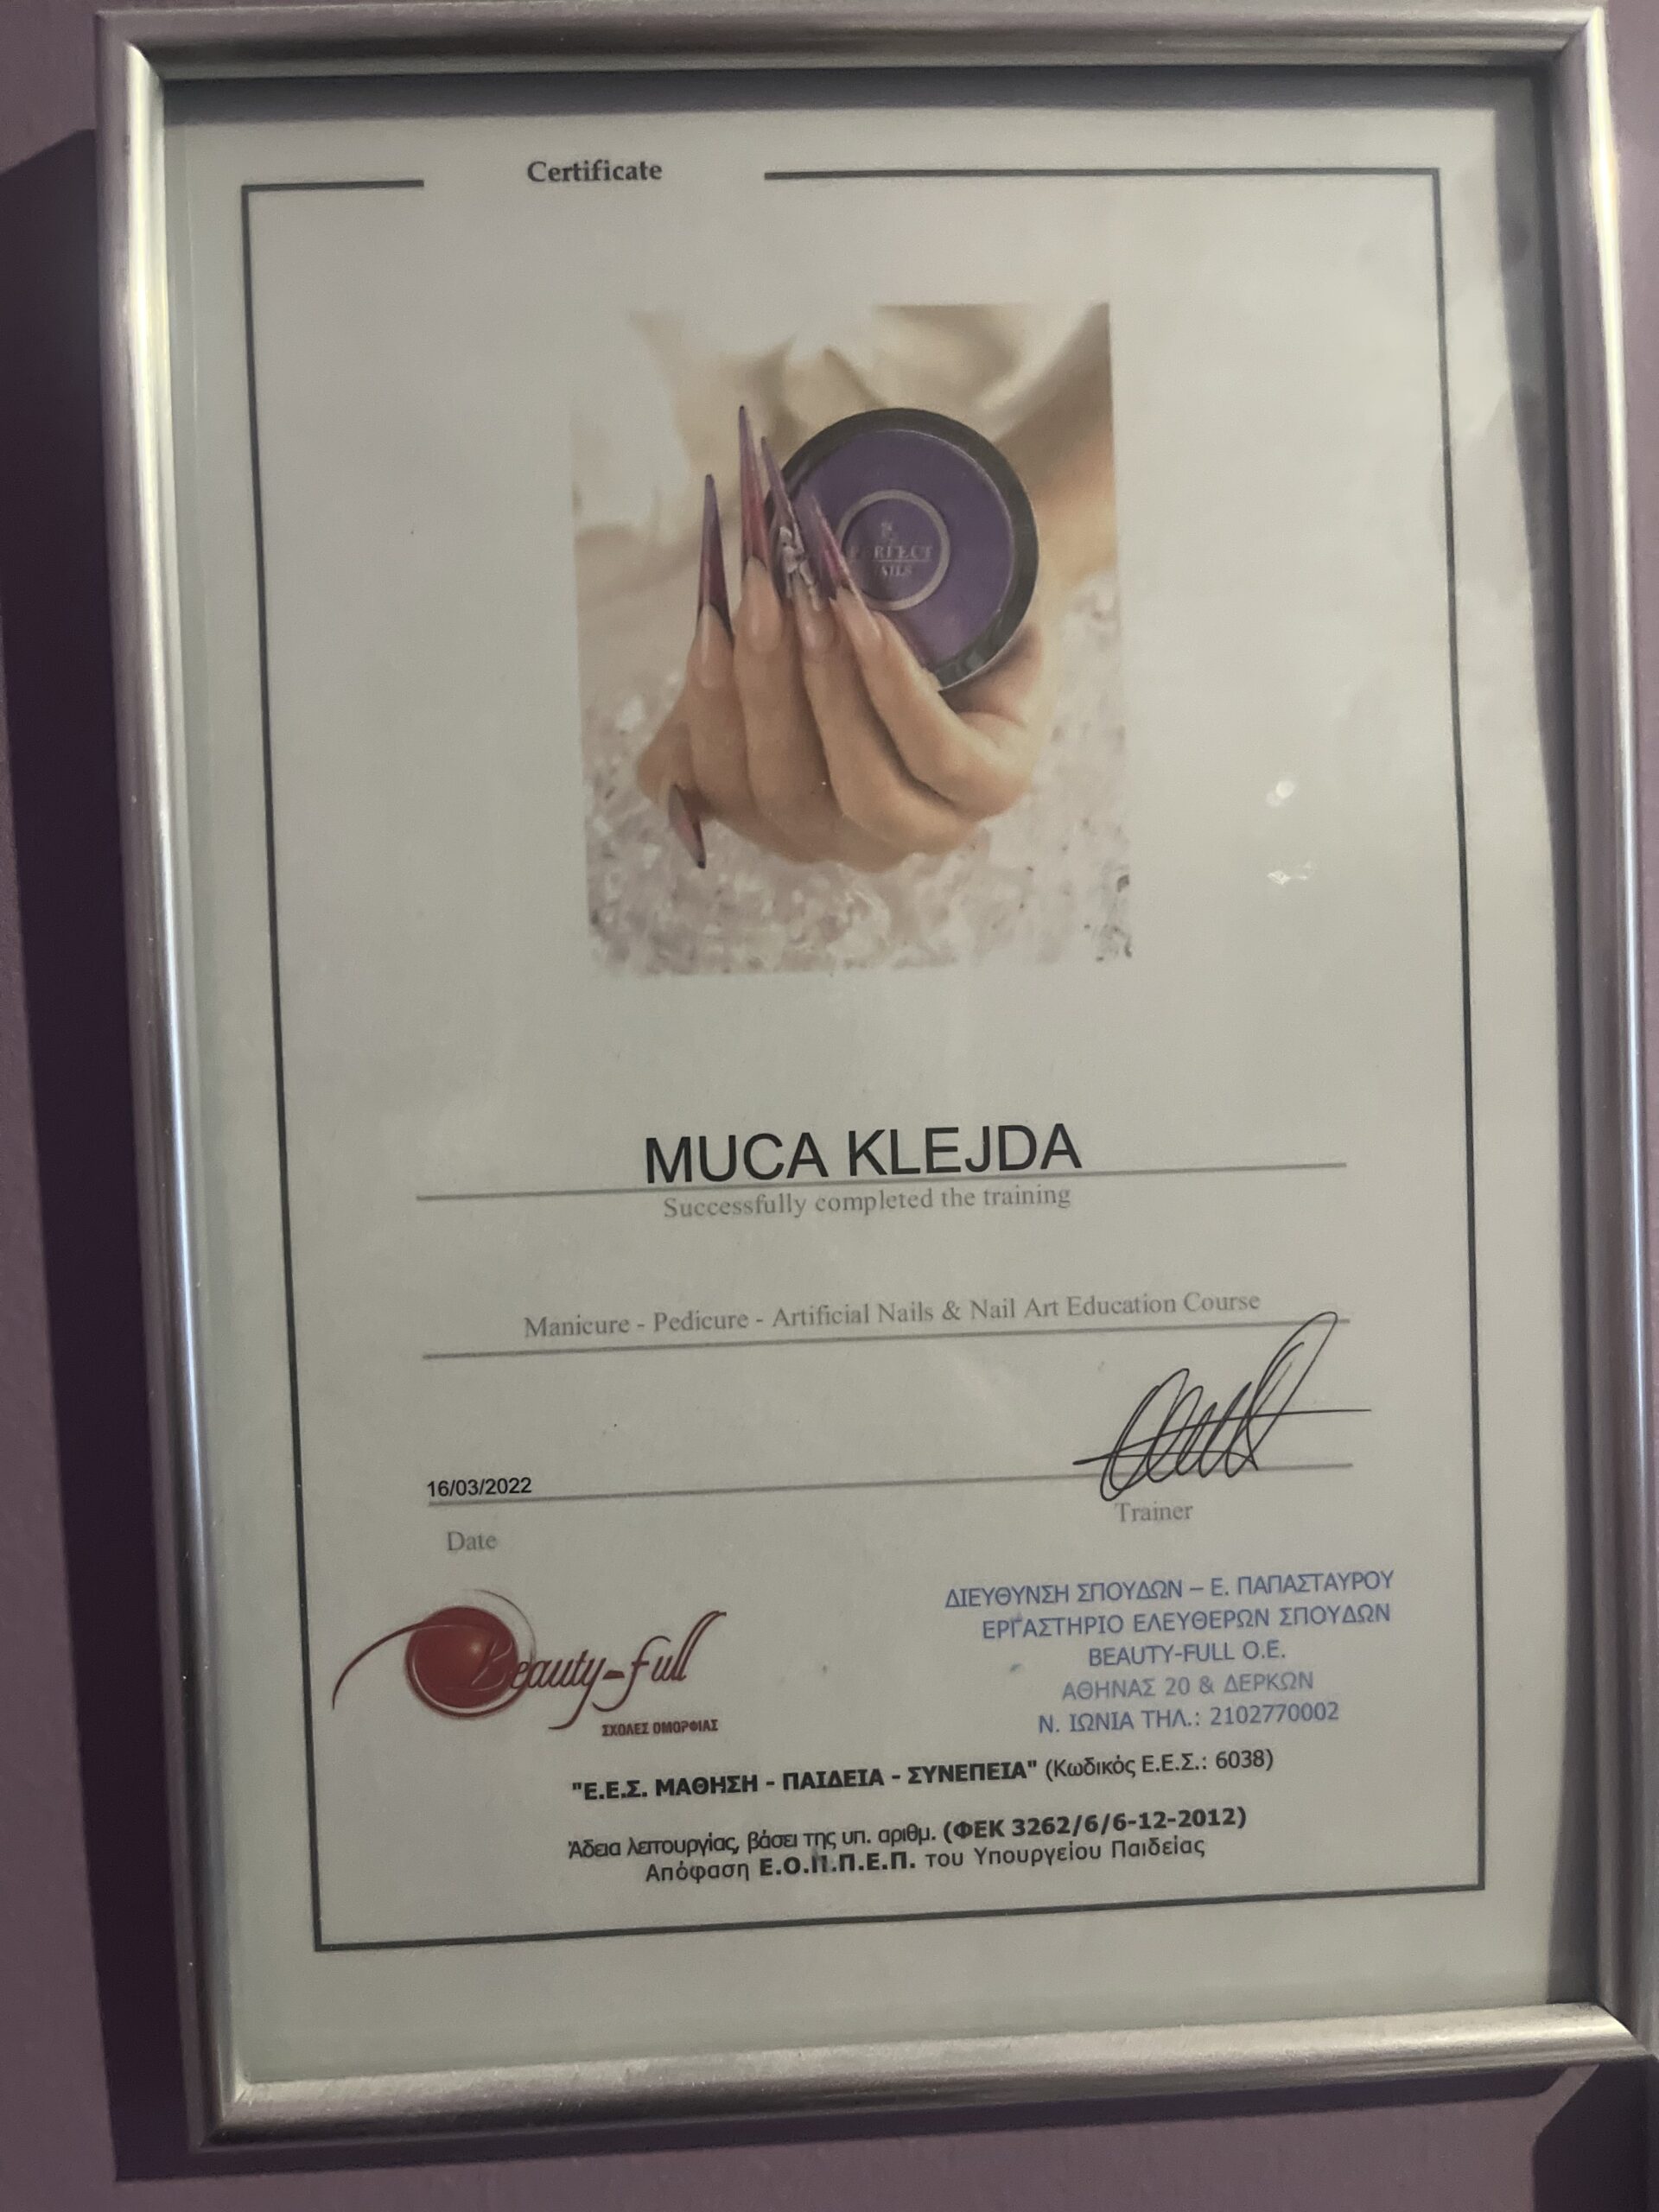 Certificate
PERFECT
NAILS
MUCA KLEJDA
Successfully completed the training
Manicure - Pedicure - Artificial Nails & Nail Art Education Course
16/03/2022
Trainer
Date
Beauty-full
ΣΧΟΛΕΣ ΟΜΟΡΦΙΑΣ
ΔΙΕΥΘΥΝΣΗ ΣΠΟΥΔΩΝ – Ε. ΠΑΠΑΣΤΑΥΡΟΥ
ΕΡΓΑΣΤΗΡΙΟ ΕΛΕΥΘΕΡΩΝ ΣΠΟΥΔΩΝ
BEAUTY-FULL Ο.Ε.
ΑΘΗΝΑΣ 20 & ΔΕΡΚΩΝ
Ν. ΙΩΝΙΑ ΤΗΛ.: 2102770002
"Ε.Ε.Σ. ΜΑΘΗΣΗ - ΠΑΙΔΕΙΑ - ΣΥΝΕΠΕΙΑ" (Κωδικός Ε.Ε.Σ.: 6038)
Άδεια λειτουργίας, βάσει της υπ. αριθμ. (ΦΕΚ 3262/6/6-12-2012)
Απόφαση Ε.Ο.Π.Π.Ε.Π. του Υπουργείου Παιδείας